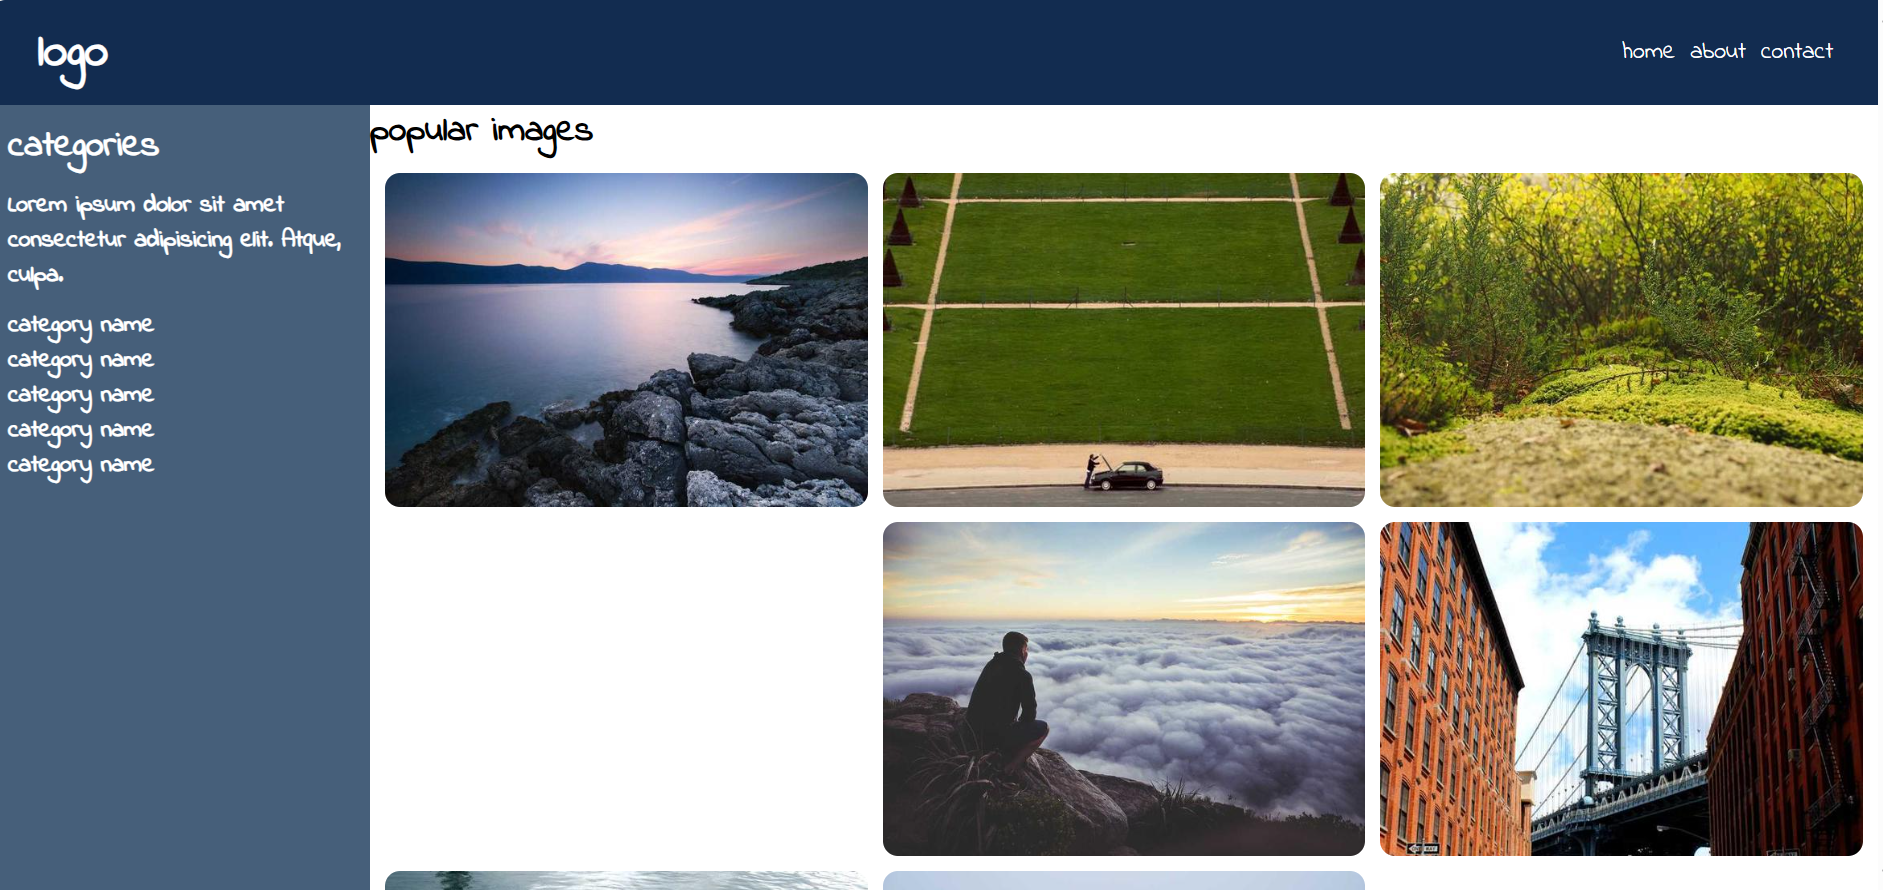 logo
home about contact
categories
Lorem ipsum dolor sit amet
consectetur adipisicing elit. Atque,
culpa.
category name
category name
category name
category name
category name
popular images